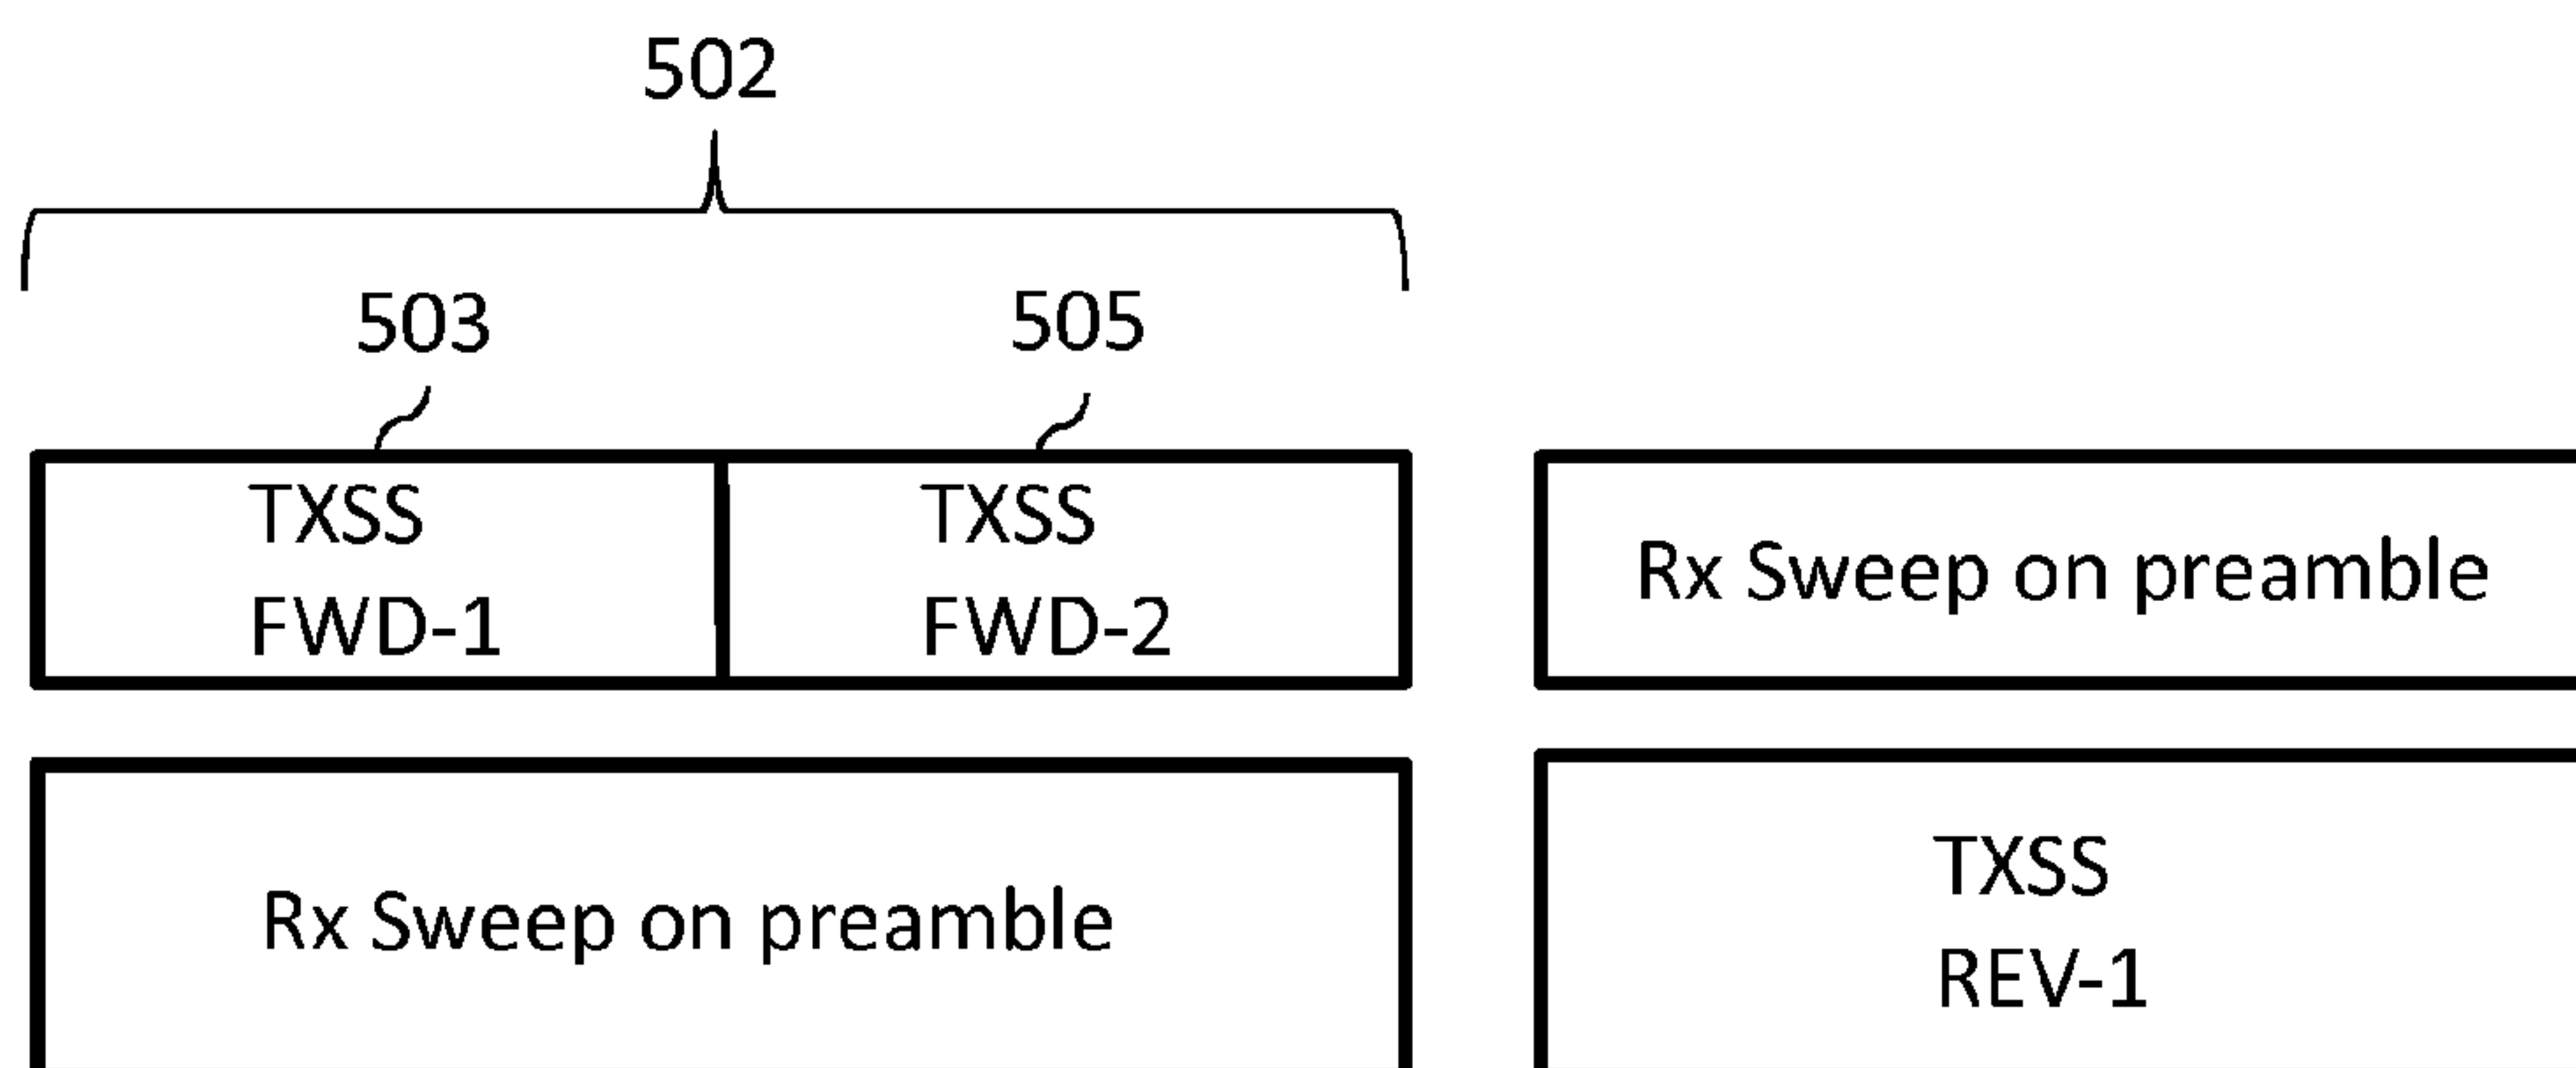 502
503
505
TXSS
FWD-1
TXSS
FWD-2
Rx Sweep on preamble
Rx Sweep on preamble
TXSS
REV-1